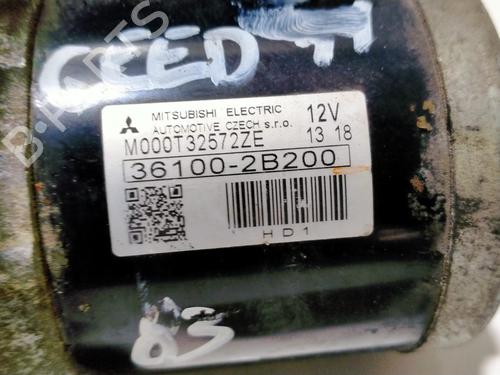 CEED
MITSUBISHI ELECTRIC 12V
AUTOMOTIVE CZECH s.r.o.
M000T32572ZE 13 18
36100-2B200
HD1
B-PARTS